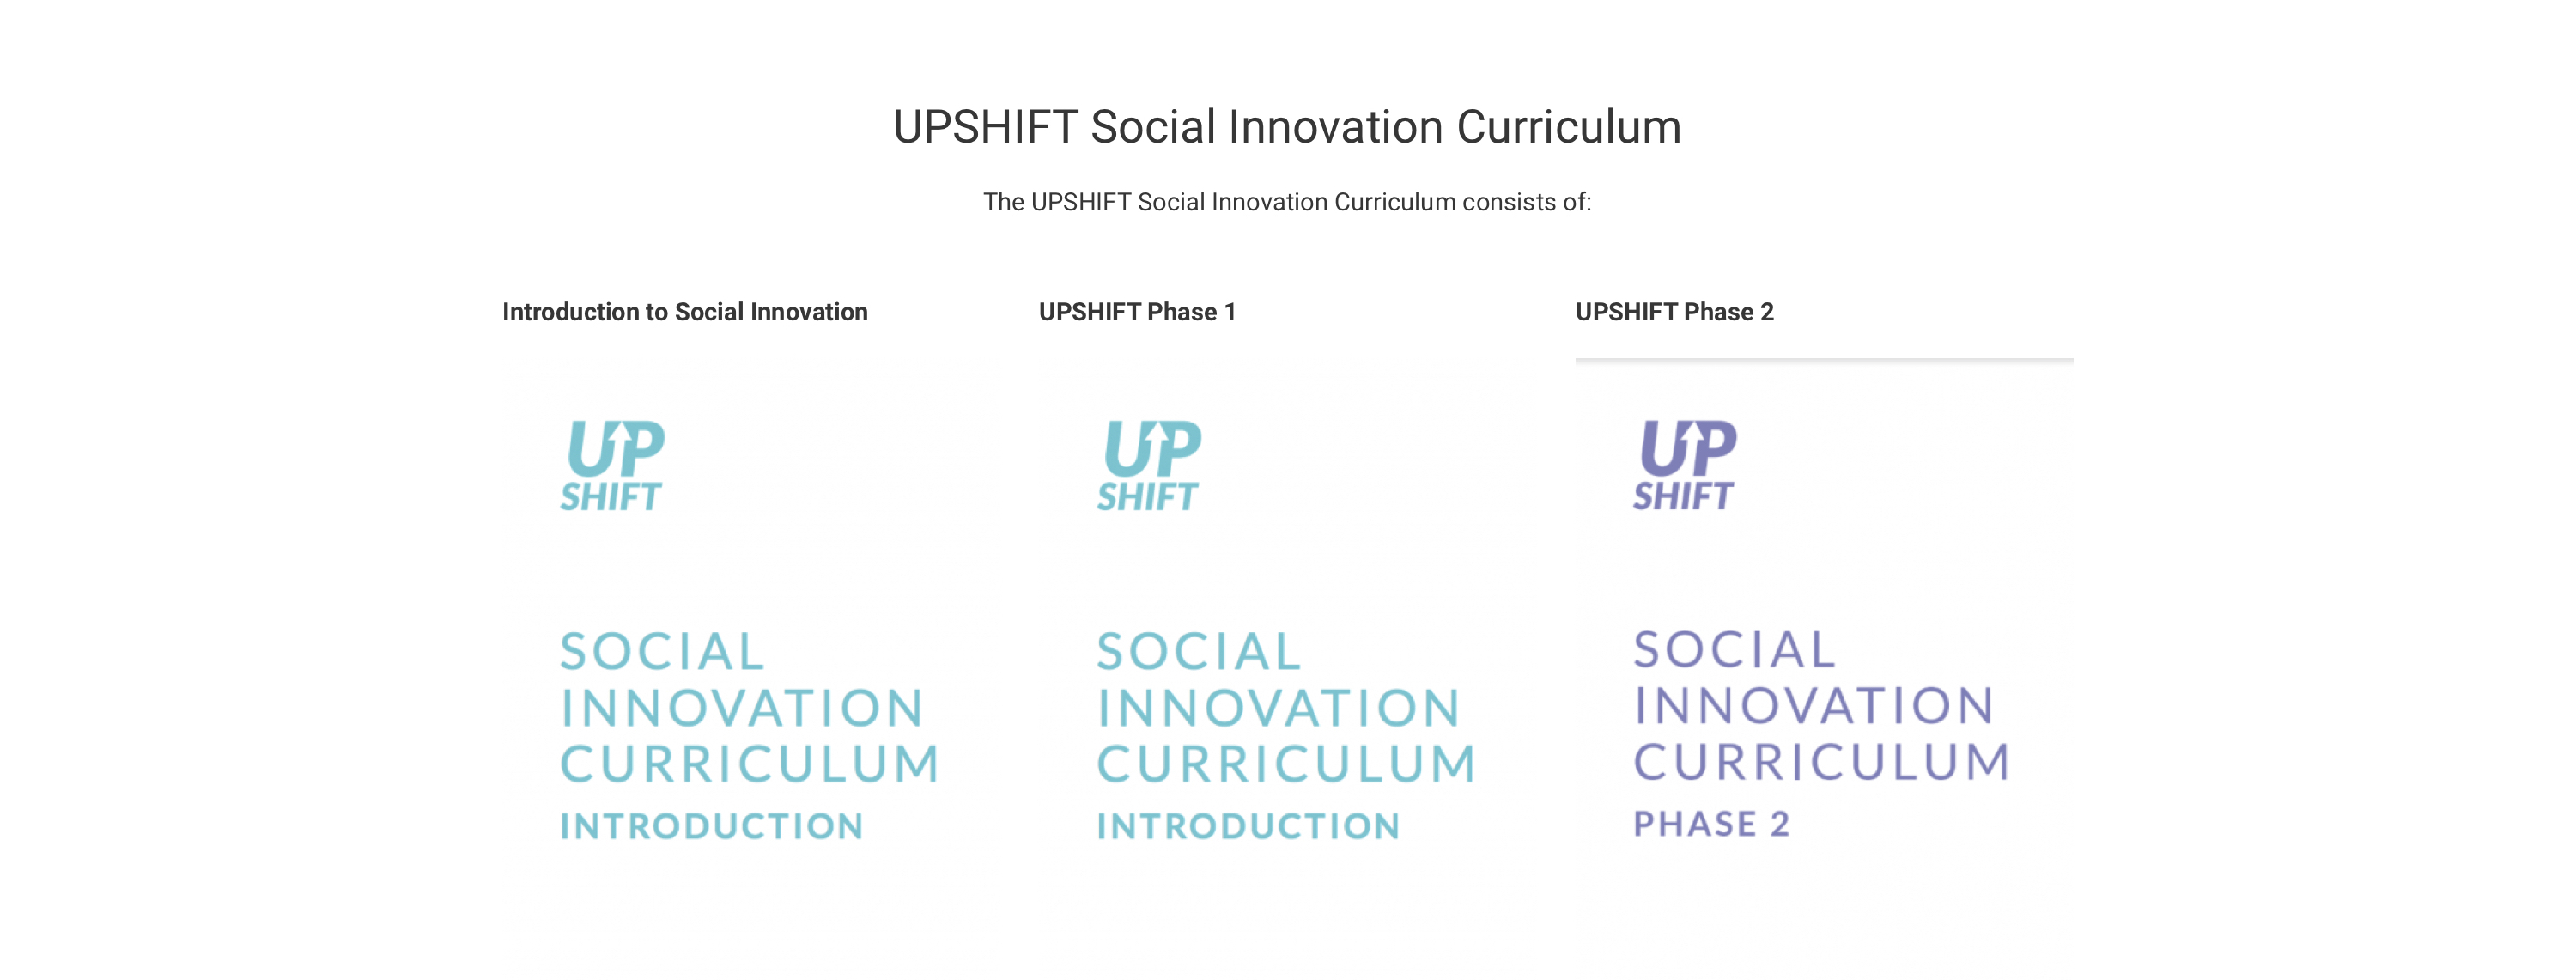 UPSHIFT Social Innovation Curriculum
The UPSHIFT Social Innovation Curriculum consists of:
Introduction to Social Innovation
UP
SHIFT
SOCIAL
INNOVATION
CURRICULUM
INTRODUCTION
UPSHIFT Phase 1
UP
SHIFT
SOCIAL
INNOVATION
CURRICULUM
INTRODUCTION
UPSHIFT Phase 2
UP
SHIFT
SOCIAL
INNOVATION
CURRICULUM
PHASE 2